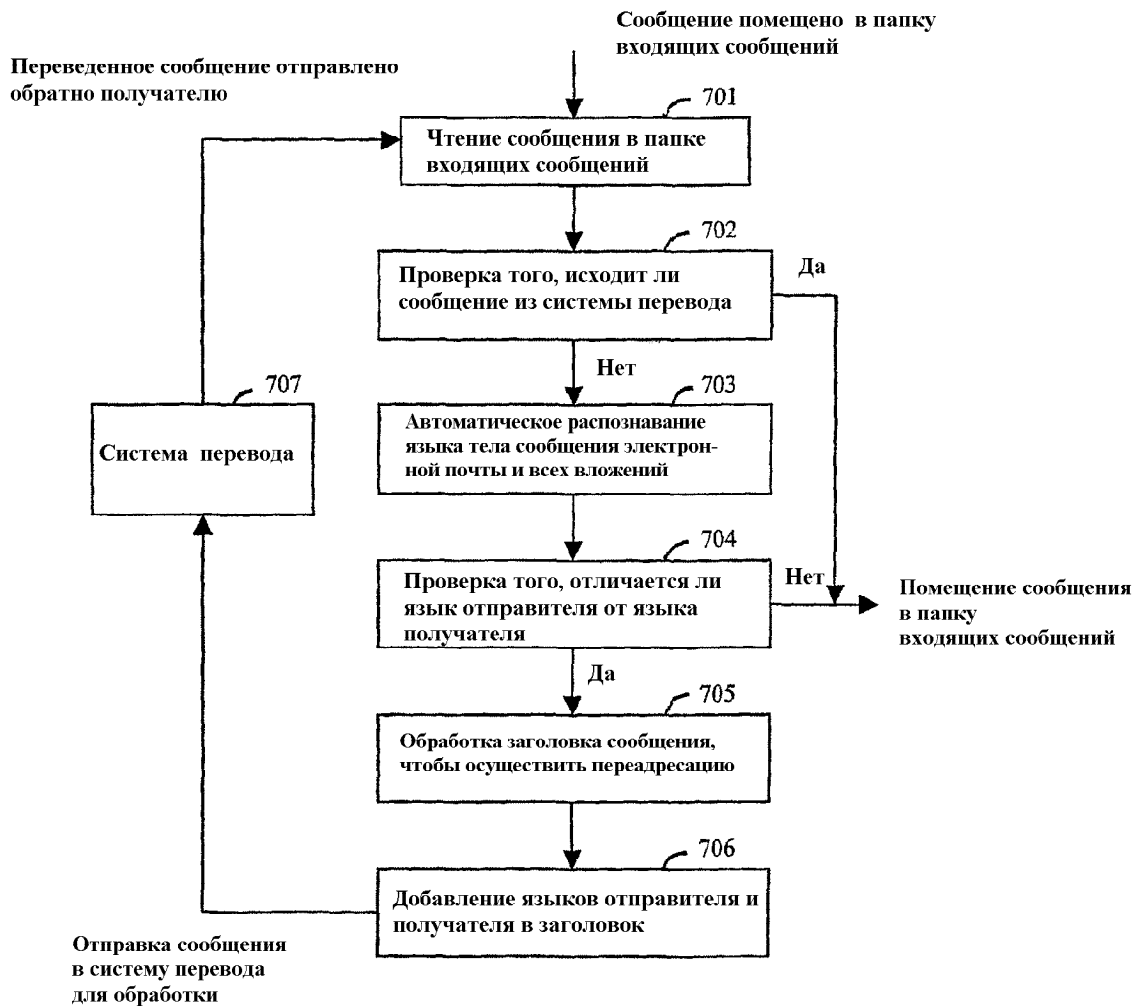 Сообщение помещено в папку
входящих сообщений
Переведенное сообщение отправлено
обратно получателю
701
Чтение сообщения в папке
входящих сообщений
702
Проверка того, исходит ли
сообщение из системы перевода
Да
Нет
707
Система перевода
703
Автоматическое распознавание
языка тела сообщения электрон-
ной почты и всех вложений
704
Проверка того, отличается ли
язык отправителя от языка
получателя
Нет
Помещение сообщения
в папку
входящих сообщений
Да
705
Обработка заголовка сообщения,
чтобы осуществить переадресацию
706
Добавление языков отправителя и
получателя в заголовок
Отправка сообщения
в систему перевода
для обработки